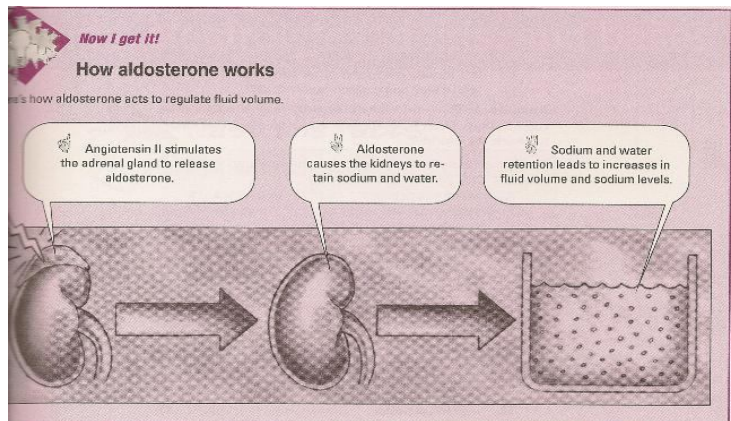 Now I get it!
How aldosterone works
how aldosterone acts to regulate fluid volume.
Angiotensin II stimulates
the adrenal gland to release
aldosterone.
Aldosterone
causes the kidneys to re-
tain sodium and water.
Sodium and water
retention leads to increases in
fluid volume and sodium levels.